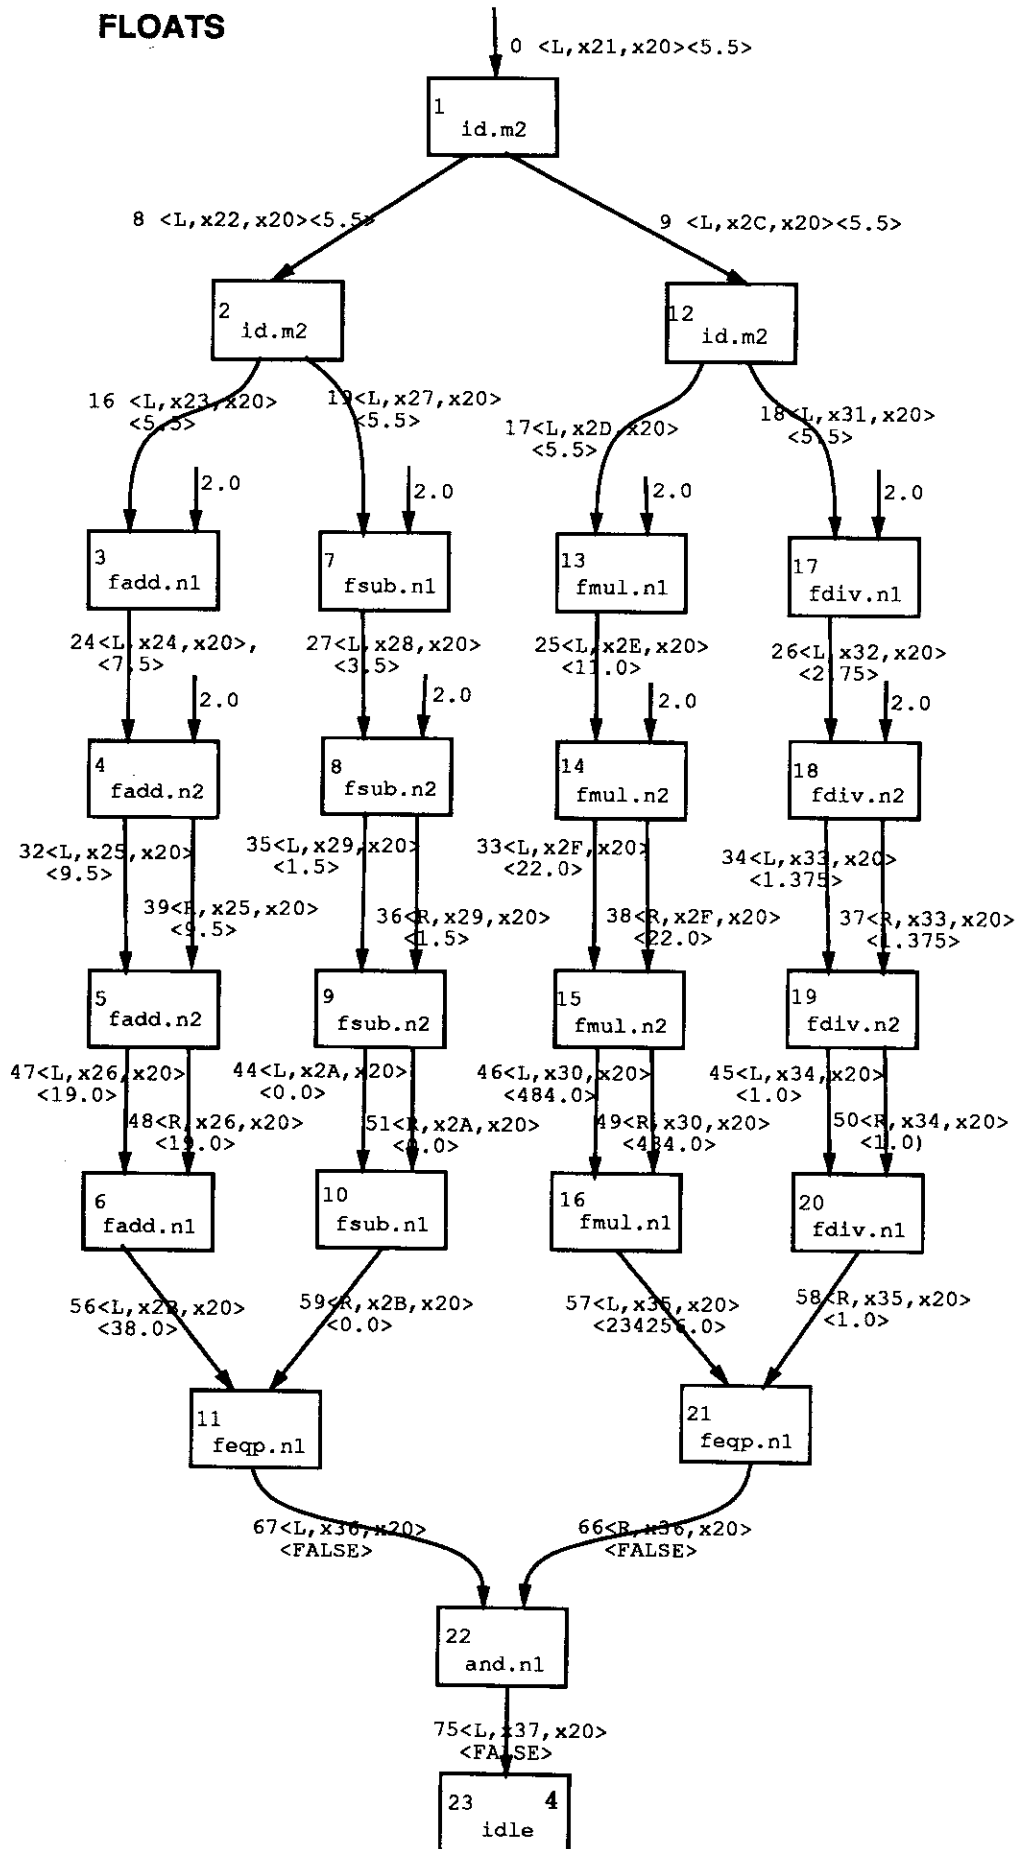 FLOATS
0 <L,x21,x20><5.5>
1
id.m2
8 <L,x22,x20><5.5>
9 <L,x2C,x20><5.5>
2
id.m2
12
id.m2
16 <L,x23,x20>
<5.5>
19<L,x27,x20>
<5.5>
17<L,x2D,x20>
<5.5>
18<L,x31,x20>
<5.5>
2.0
2.0
2.0
2.0
3
fadd.n1
7
fsub.n1
13
fmul.n1
17
fdiv.n1
24<L,x24,x20>,
<7.5>
27<L,x28,x20>
<3.5>
25<L,x2E,x20>
<11.0>
26<L,x32,x20>
<2.75>
2.0
2.0
2.0
2.0
4
fadd.n2
8
fsub.n2
14
fmul.n2
18
fdiv.n2
32<L,x25,x20>
<9.5>
35<L,x29,x20>
<1.5>
33<L,x2F,x20>
<22.0>
34<L,x33,x20>
<1.375>
39<R,x25,x20>
<9.5>
36<R,x29,x20>
<1.5>
38<R,x2F,x20>
<22.0>
37<R,x33,x20>
<1.375>
5
fadd.n2
9
fsub.n2
15
fmul.n2
19
fdiv.n2
47<L,x26,x20>
<19.0>
44<L,x2A,x20>
<0.0>
46<L,x30,x20>
<484.0>
45<L,x34,x20>
<1.0>
48<R,x26,x20>
<19.0>
51<R,x2A,x20>
<0.0>
49<R,x30,x20>
<484.0>
50<R,x34,x20>
<1.0)
6
fadd.n1
10
fsub.n1
16
fmul.n1
20
fdiv.n1
56<L,x2B,x20>
<38.0>
59<R,x2B,x20>
<0.0>
57<L,x35,x20>
<234256.0>
58<R,x35,x20>
<1.0>
11
feqp.n1
21
feqp.n1
67<L,x36,x20>
<FALSE>
66<R,x36,x20>
<FALSE>
22
and.n1
75<L,x37,x20>
<FALSE>
23 4
idle